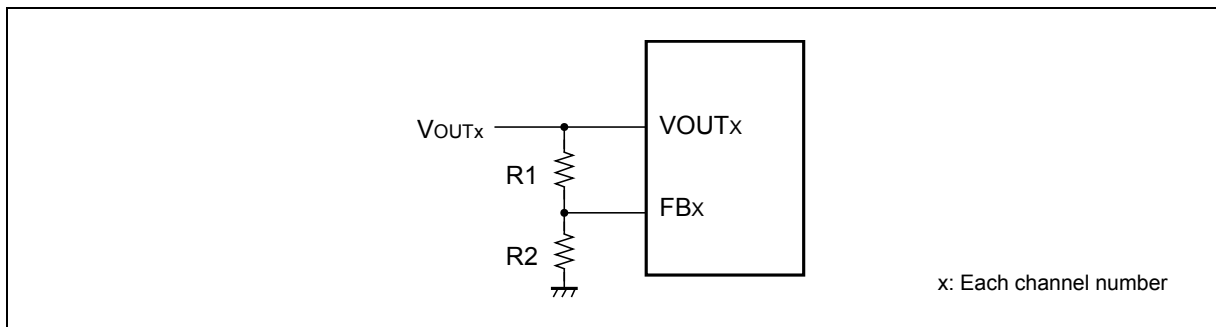 VOUTx
VOUTx
R1
FBx
R2
x: Each channel number